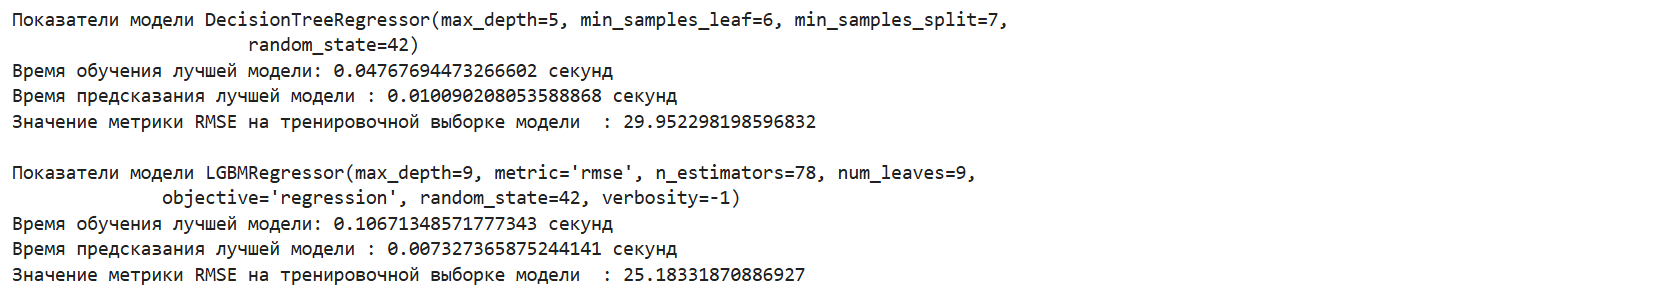 Показатели модели DecisionTreeRegressor(max_depth=5, min_samples_leaf=6, min_samples_split=7,
random_state=42)
Время обучения лучшей модели: 0.04767694473266602 секунд
Время предсказания лучшей модели : 0.010090208053588868 секунд
Значение метрики RMSE на тренировочной выборке модели  : 29.952298198596832
Показатели модели LGBMRegressor(max_depth=9, metric='rmse', n_estimators=78, num_leaves=9,
objective='regression', random_state=42, verbosity=-1)
Время обучения лучшей модели: 0.10671348571777343 секунд
Время предсказания лучшей модели : 0.007327365875244141 секунд
Значение метрики RMSE на тренировочной выборке модели  : 25.18331870886927